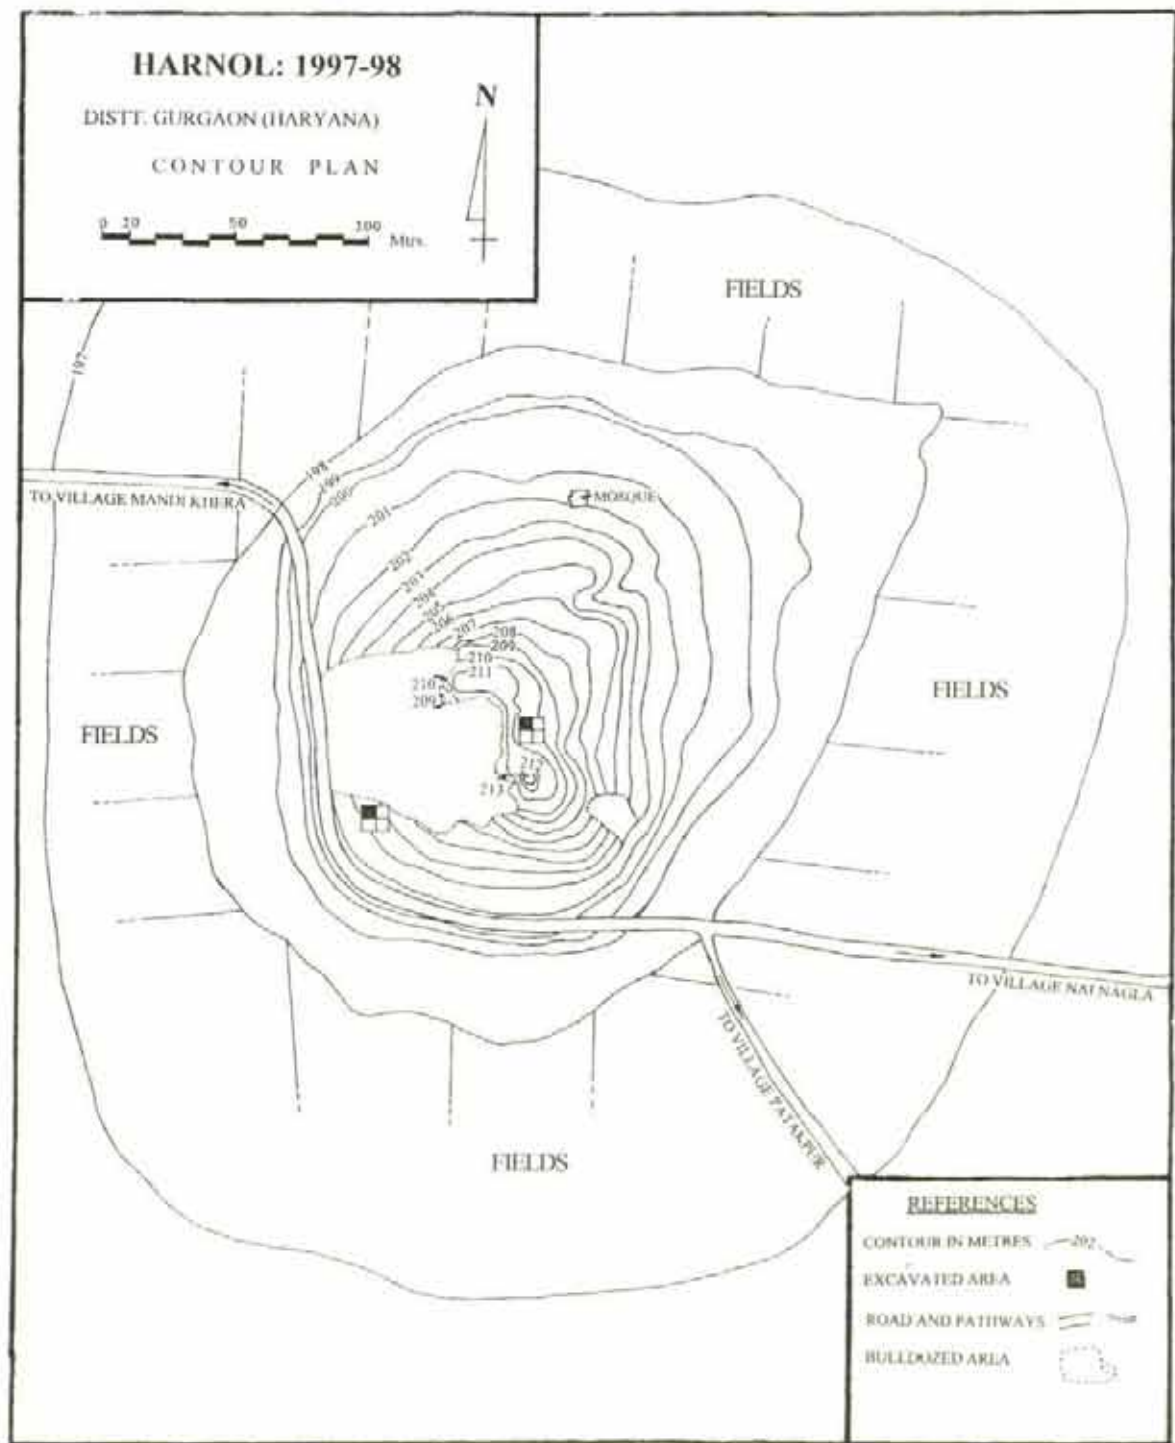 HARNOL: 1997-98
DISTT. GURGAON (HARYANA)
CONTOUR PLAN
N
0 20 50 100 Mtrs.
FIELDS
197
198
199
200
TO VILLAGE MANDI KHERA
MOSQUE
201
202
203
204
205
206
207
208
209
210
211
210
209
FIELDS
FIELDS
212
213
TO VILLAGE NAI NAGLA
TO VILLAGE PATAKPUR
FIELDS
REFERENCES
CONTOUR IN METRES 202
EXCAVATED AREA
ROAD AND PATHWAYS
BULLDOZED AREA